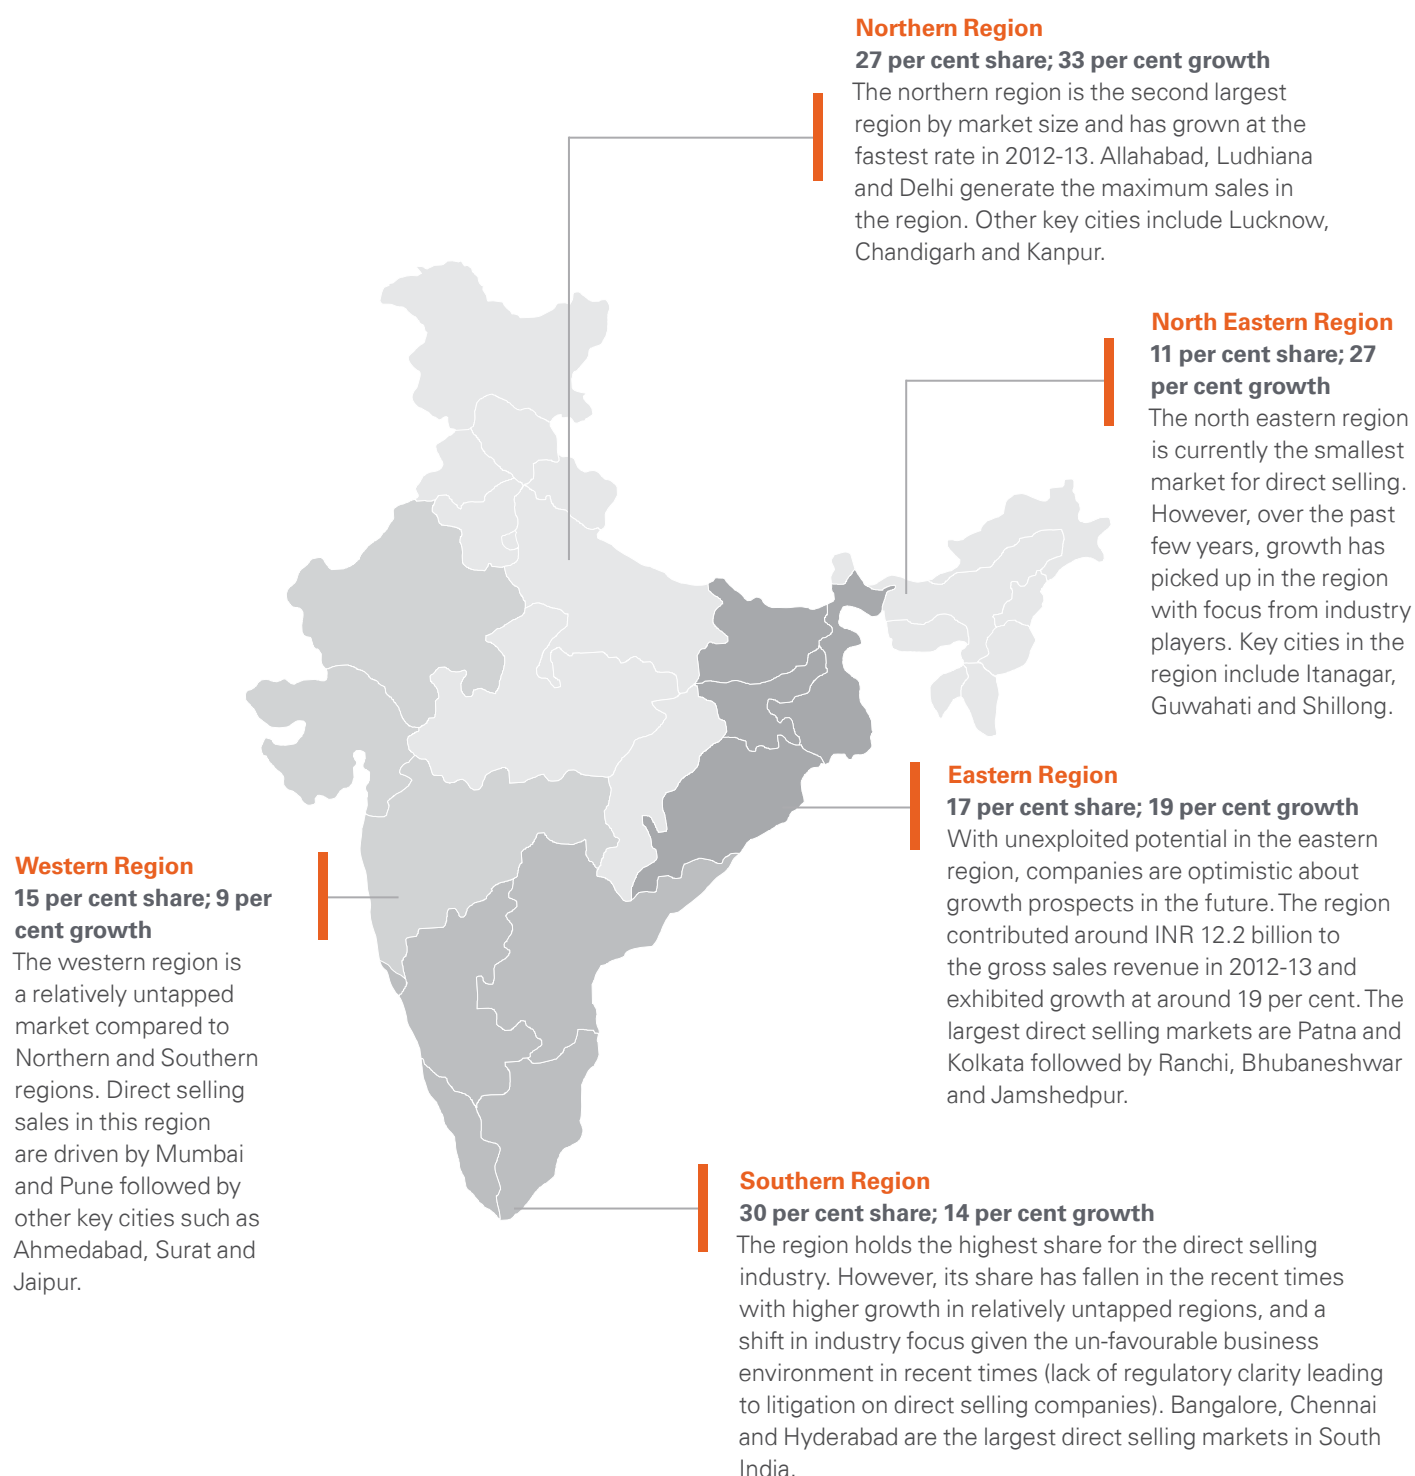 Northern Region
27 per cent share; 33 per cent growth
The northern region is the second largest
region by market size and has grown at the
fastest rate in 2012-13. Allahabad, Ludhiana
and Delhi generate the maximum sales in
the region. Other key cities include Lucknow,
Chandigarh and Kanpur.
North Eastern Region
11 per cent share; 27
per cent growth
The north eastern region
is currently the smallest
market for direct selling.
However, over the past
few years, growth has
picked up in the region
with focus from industry
players. Key cities in the
region include Itanagar,
Guwahati and Shillong.
Eastern Region
17 per cent share; 19 per cent growth
With unexploited potential in the eastern
region, companies are optimistic about
growth prospects in the future. The region
contributed around INR 12.2 billion to
the gross sales revenue in 2012-13 and
exhibited growth at around 19 per cent. The
largest direct selling markets are Patna and
Kolkata followed by Ranchi, Bhubaneshwar
and Jamshedpur.
Western Region
15 per cent share; 9 per
cent growth
The western region is
a relatively untapped
market compared to
Northern and Southern
regions. Direct selling
sales in this region
are driven by Mumbai
and Pune followed by
other key cities such as
Ahmedabad, Surat and
Jaipur.
Southern Region
30 per cent share; 14 per cent growth
The region holds the highest share for the direct selling
industry. However, its share has fallen in the recent times
with higher growth in relatively untapped regions, and a
shift in industry focus given the un-favourable business
environment in recent times (lack of regulatory clarity leading
to litigation on direct selling companies). Bangalore, Chennai
and Hyderabad are the largest direct selling markets in South
India.